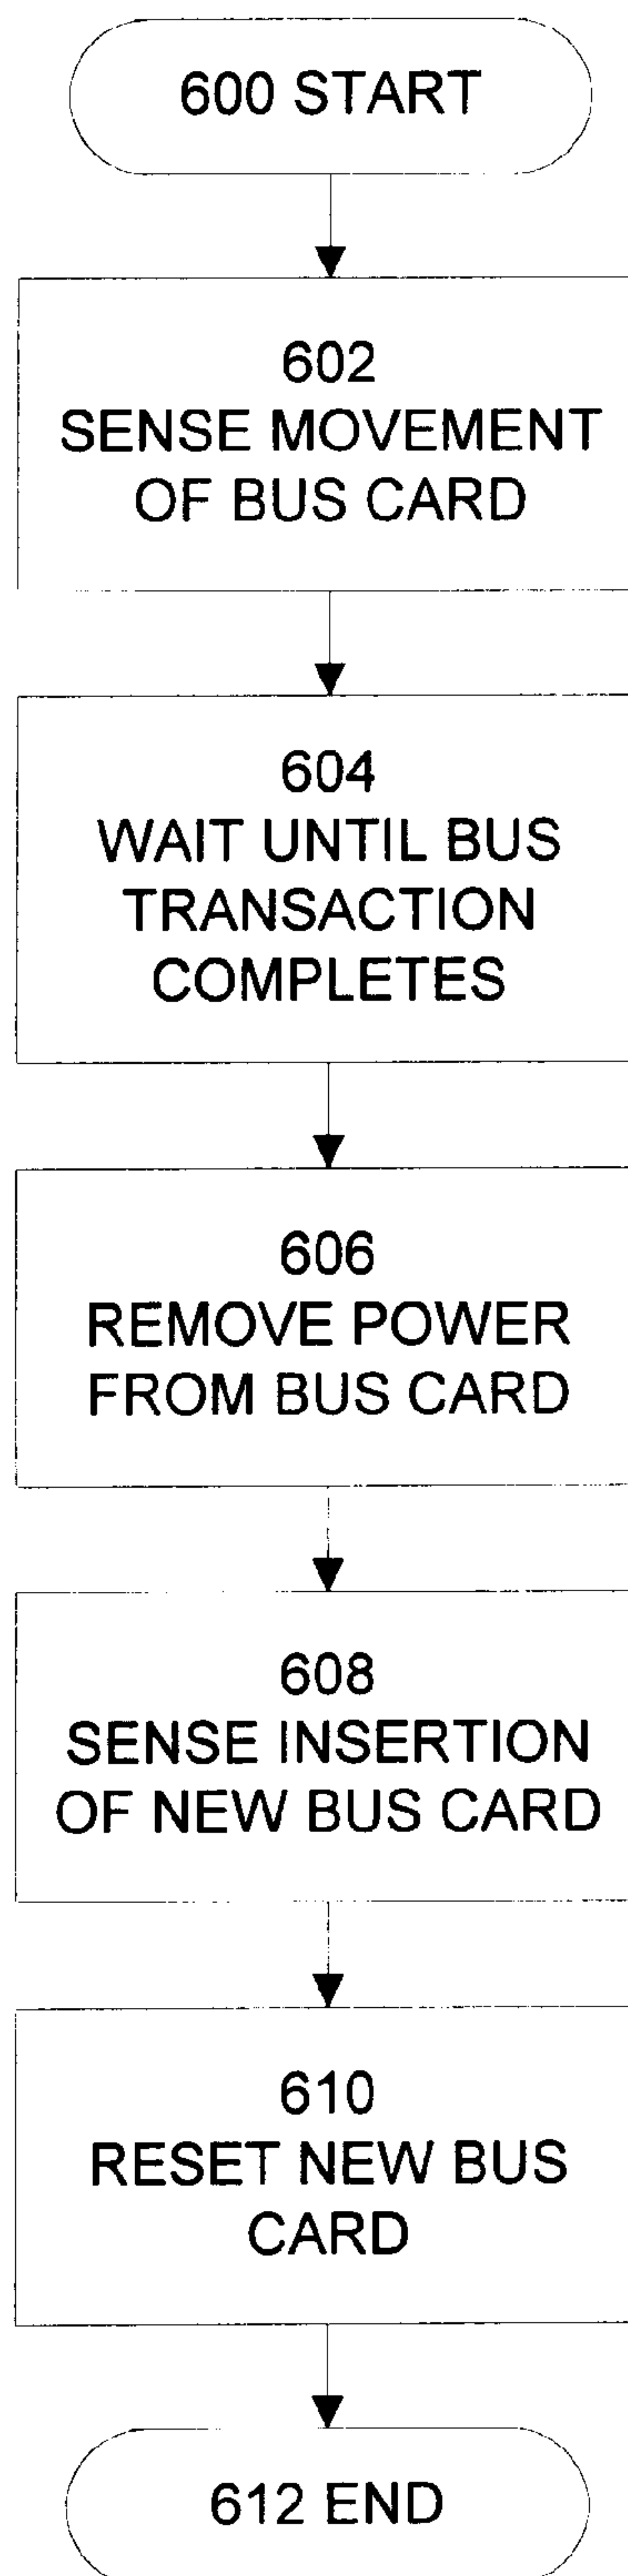 600 START
602
SENSE MOVEMENT
OF BUS CARD
604
WAIT UNTIL BUS
TRANSACTION
COMPLETES
606
REMOVE POWER
FROM BUS CARD
608
SENSE INSERTION
OF NEW BUS CARD
610
RESET NEW BUS
CARD
612 END